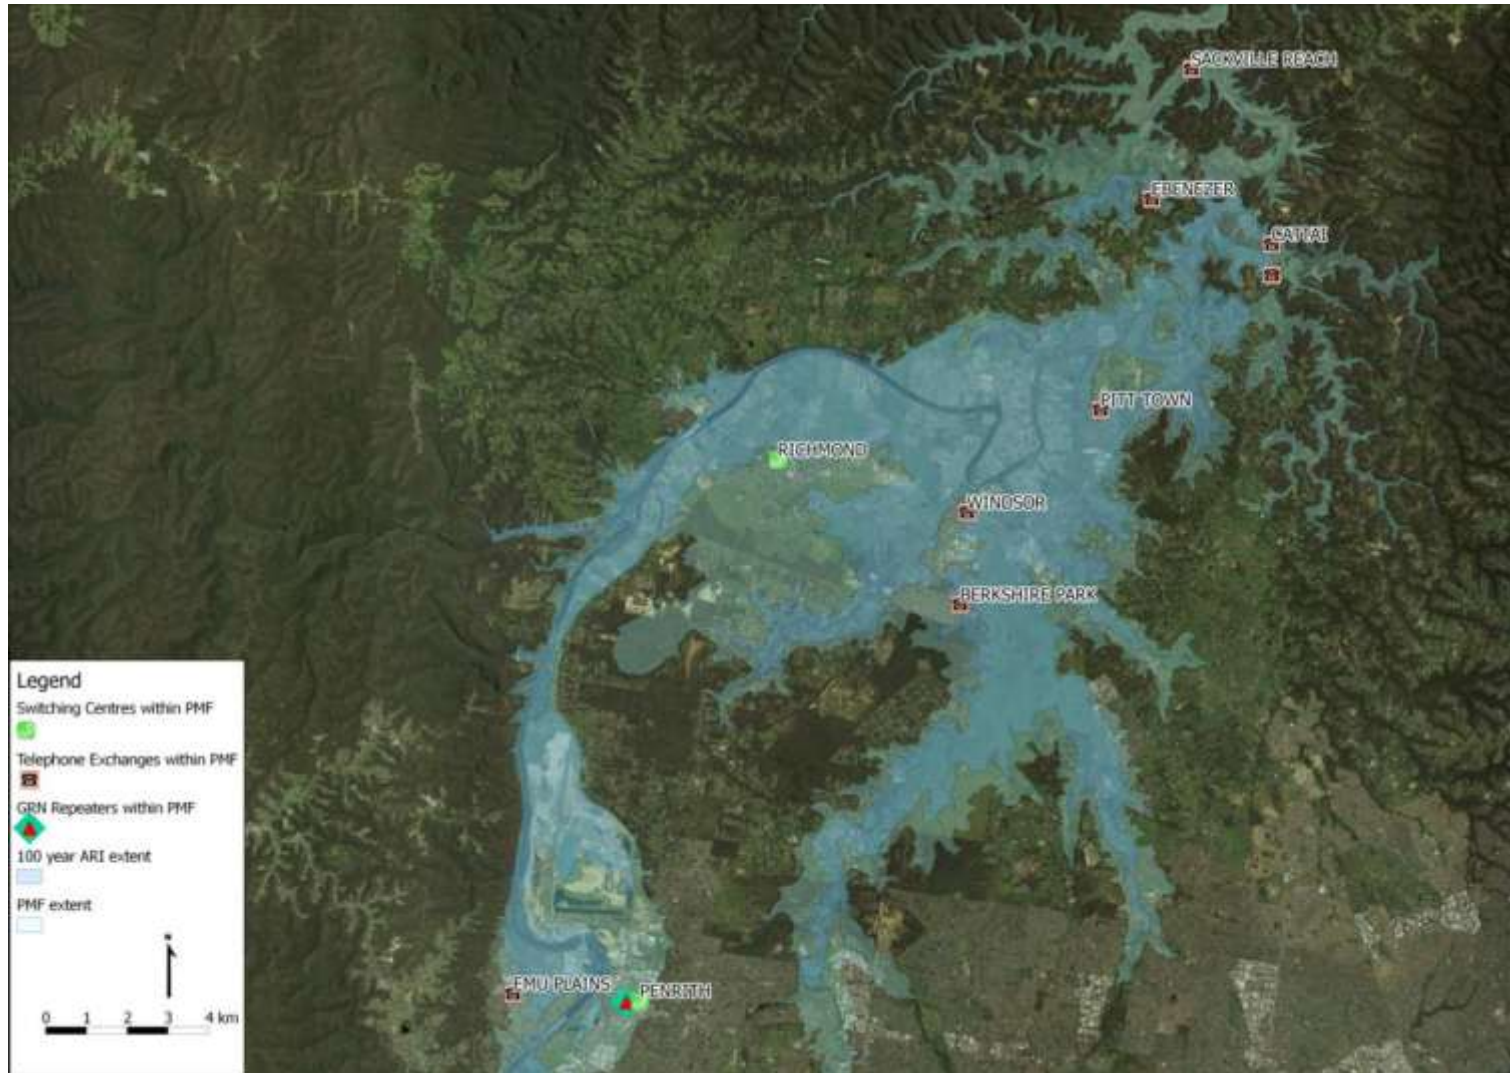 SACKVILLE REACH
EBENEZER
CATTAI
PITT TOWN
RICHMOND
WINDSOR
BERKSHIRE PARK
EMU PLAINS
PENRITH
Legend
Switching Centres within PMF
Telephone Exchanges within PMF
GRN Repeaters within PMF
100 year ARI extent
PMF extent
0 1 2 3 4 km